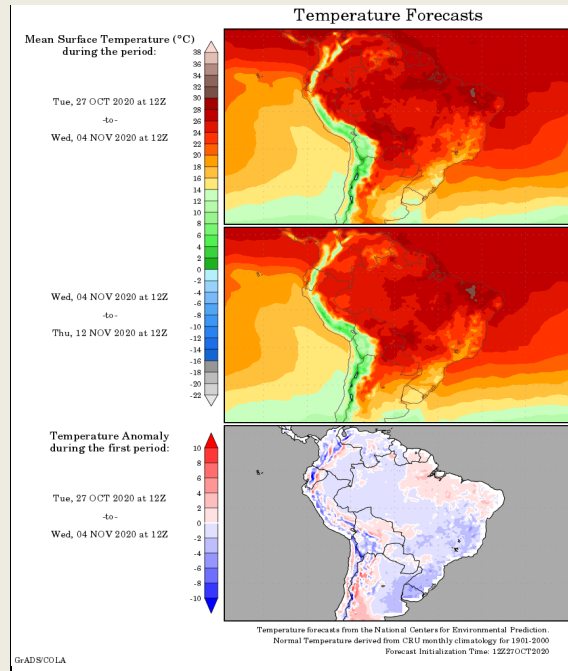 Temperature Forecasts
Mean Surface Temperature (°C)
during the period:
Tue, 27 OCT 2020 at 12Z
-to-
Wed, 04 NOV 2020 at 12Z
38
36
34
32
30
28
26
24
22
20
18
16
14
12
10
8
6
4
2
0
-2
-4
-6
-8
-10
-12
-14
-16
-18
-20
-22
Wed, 04 NOV 2020 at 12Z
-to-
Thu, 12 NOV 2020 at 12Z
Temperature Anomaly
during the first period:
Tue, 27 OCT 2020 at 12Z
-to-
Wed, 04 NOV 2020 at 12Z
10
8
6
4
2
0
-2
-4
-6
-8
-10
Temperature forecasts from the National Centers for Environmental Prediction.
Normal Temperature derived from CRU monthly climatology for 1901-2000
Forecast Initialization Time: 12Z27OCT2020
GrADS/COLA